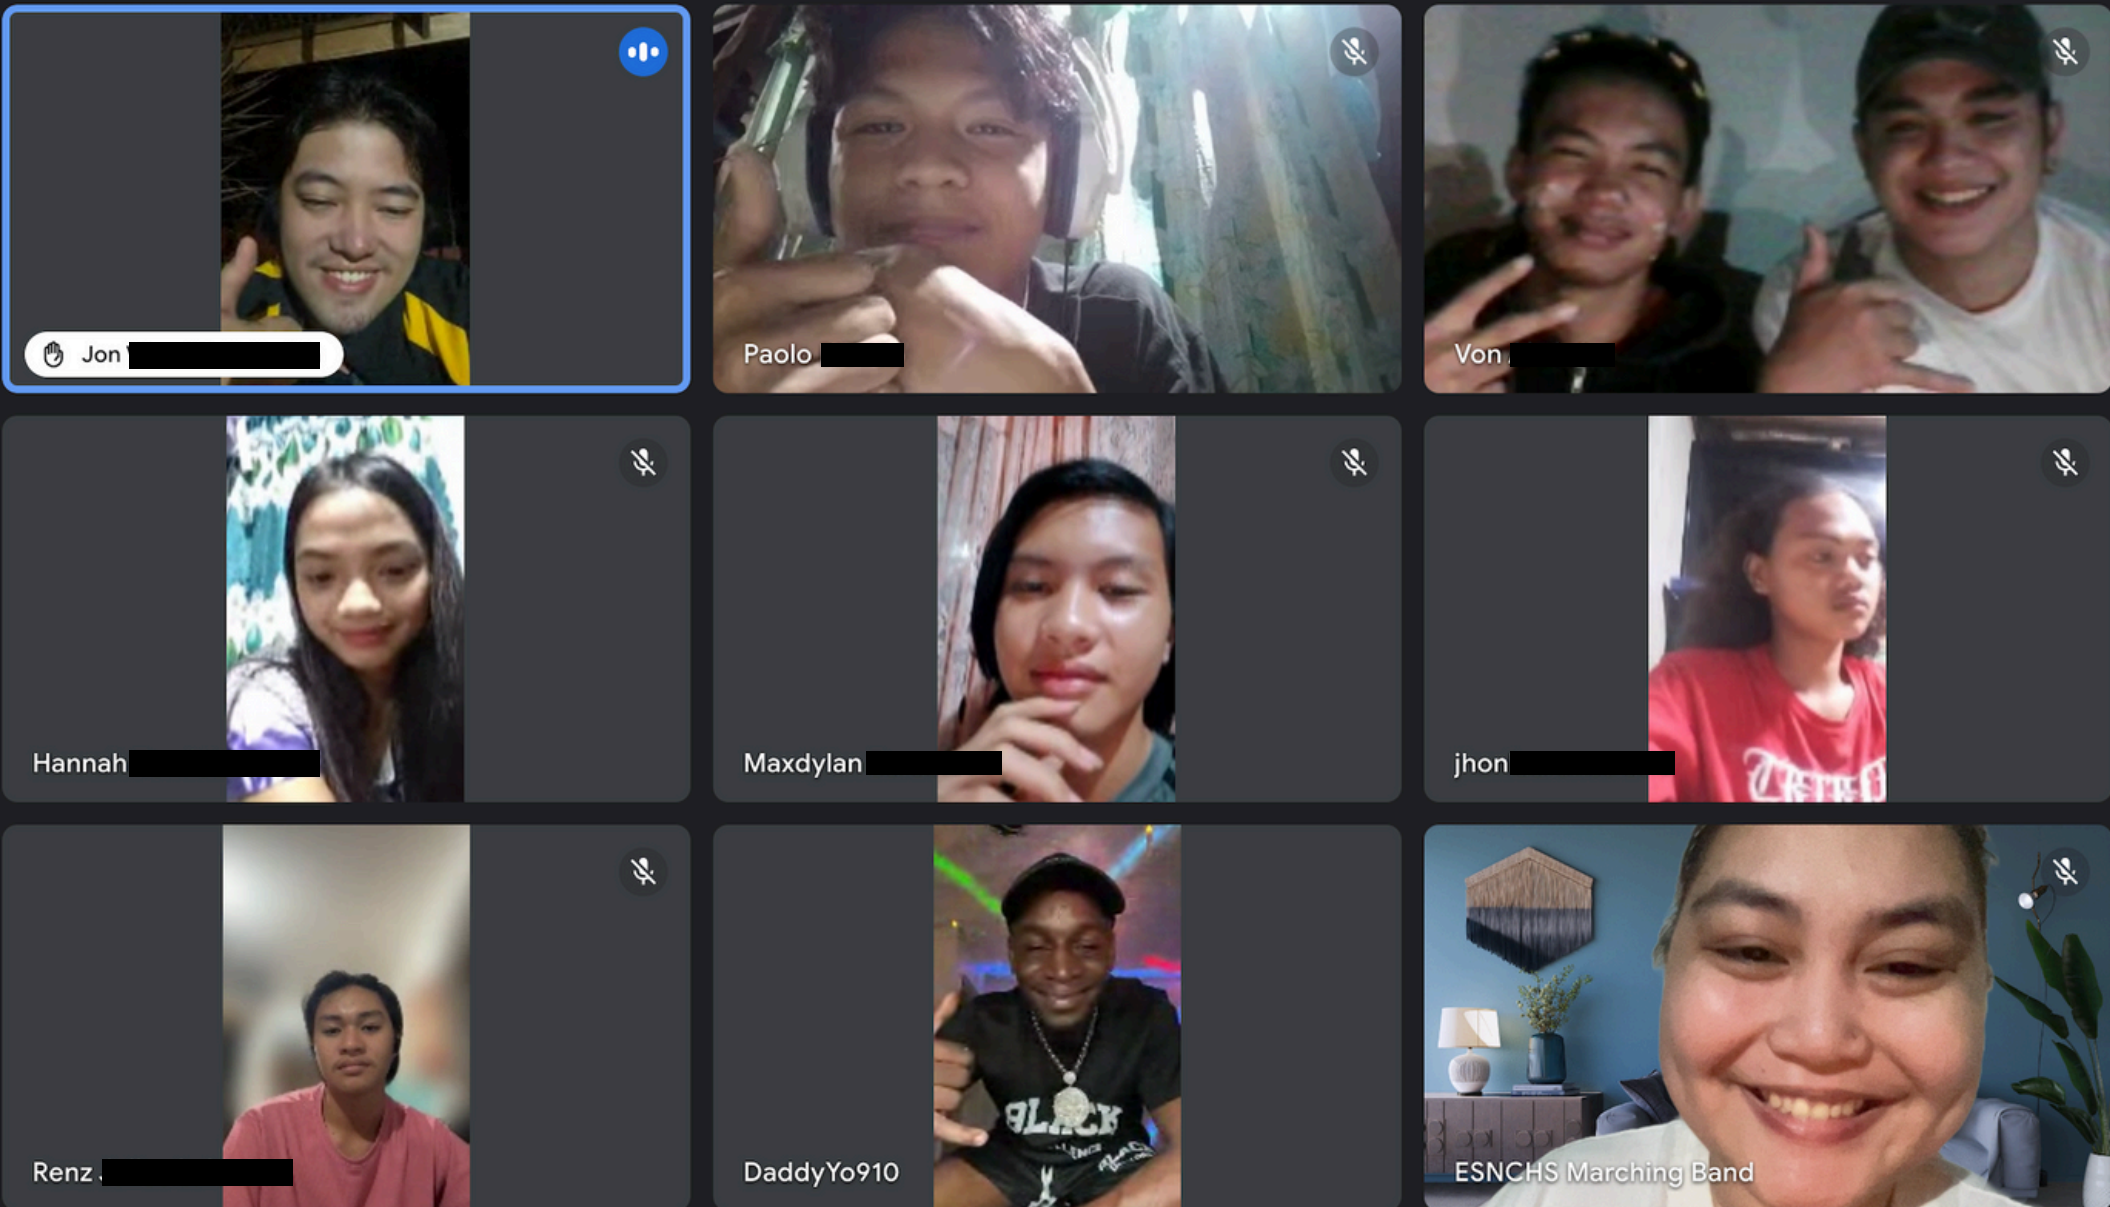 Jon
Paolo
Von
Hannah
Maxdylan
jhon
Renz
BLACK
DaddyYo910
ESNCHS Marching Band